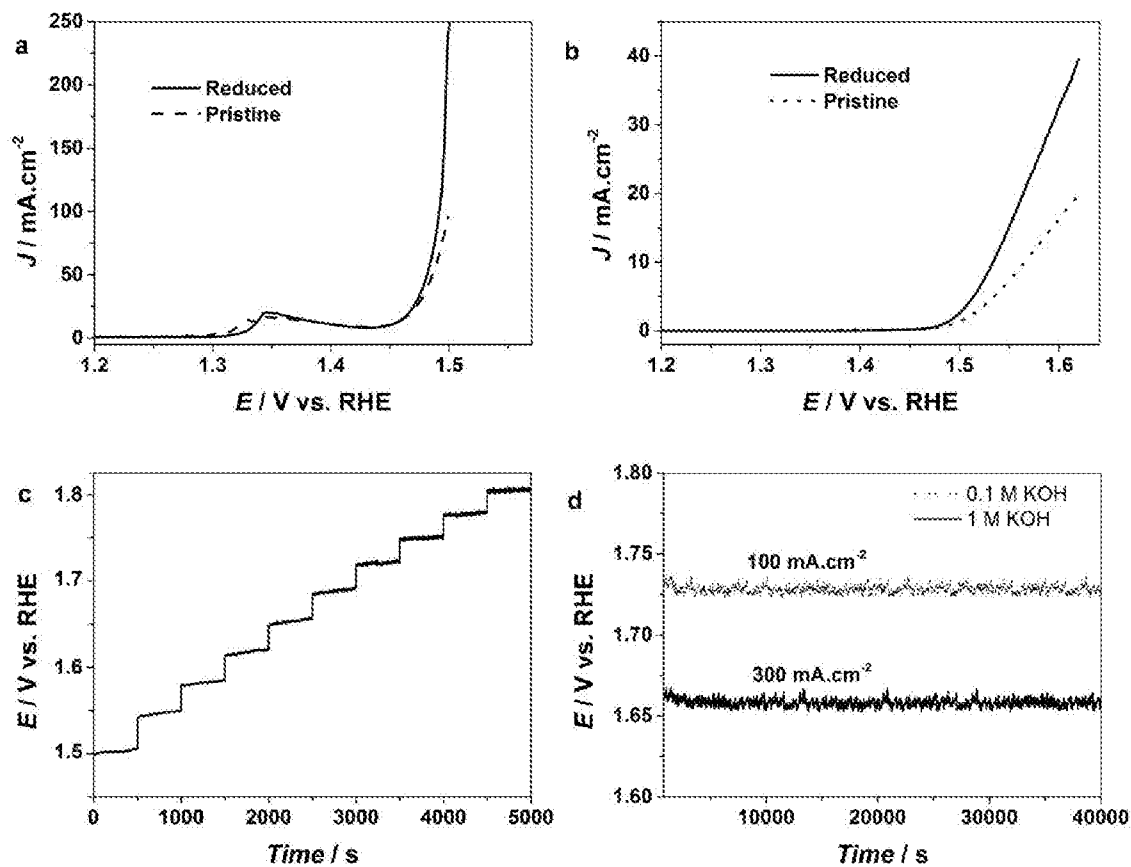 a
250
200
150
100
50
0
J / mA.cm-2
Reduced
Pristine
1.2
1.3
1.4
1.5
E / V vs. RHE
b
40
30
20
10
0
J / mA.cm-2
Reduced
Pristine
1.2
1.3
1.4
1.5
1.6
E / V vs. RHE
c
1.8
1.7
1.6
1.5
E / V vs. RHE
0
1000
2000
3000
4000
5000
Time / s
d
1.80
1.75
1.70
1.65
1.60
E / V vs. RHE
0.1 M KOH
1 M KOH
100 mA.cm-2
300 mA.cm-2
10000
20000
30000
40000
Time / s